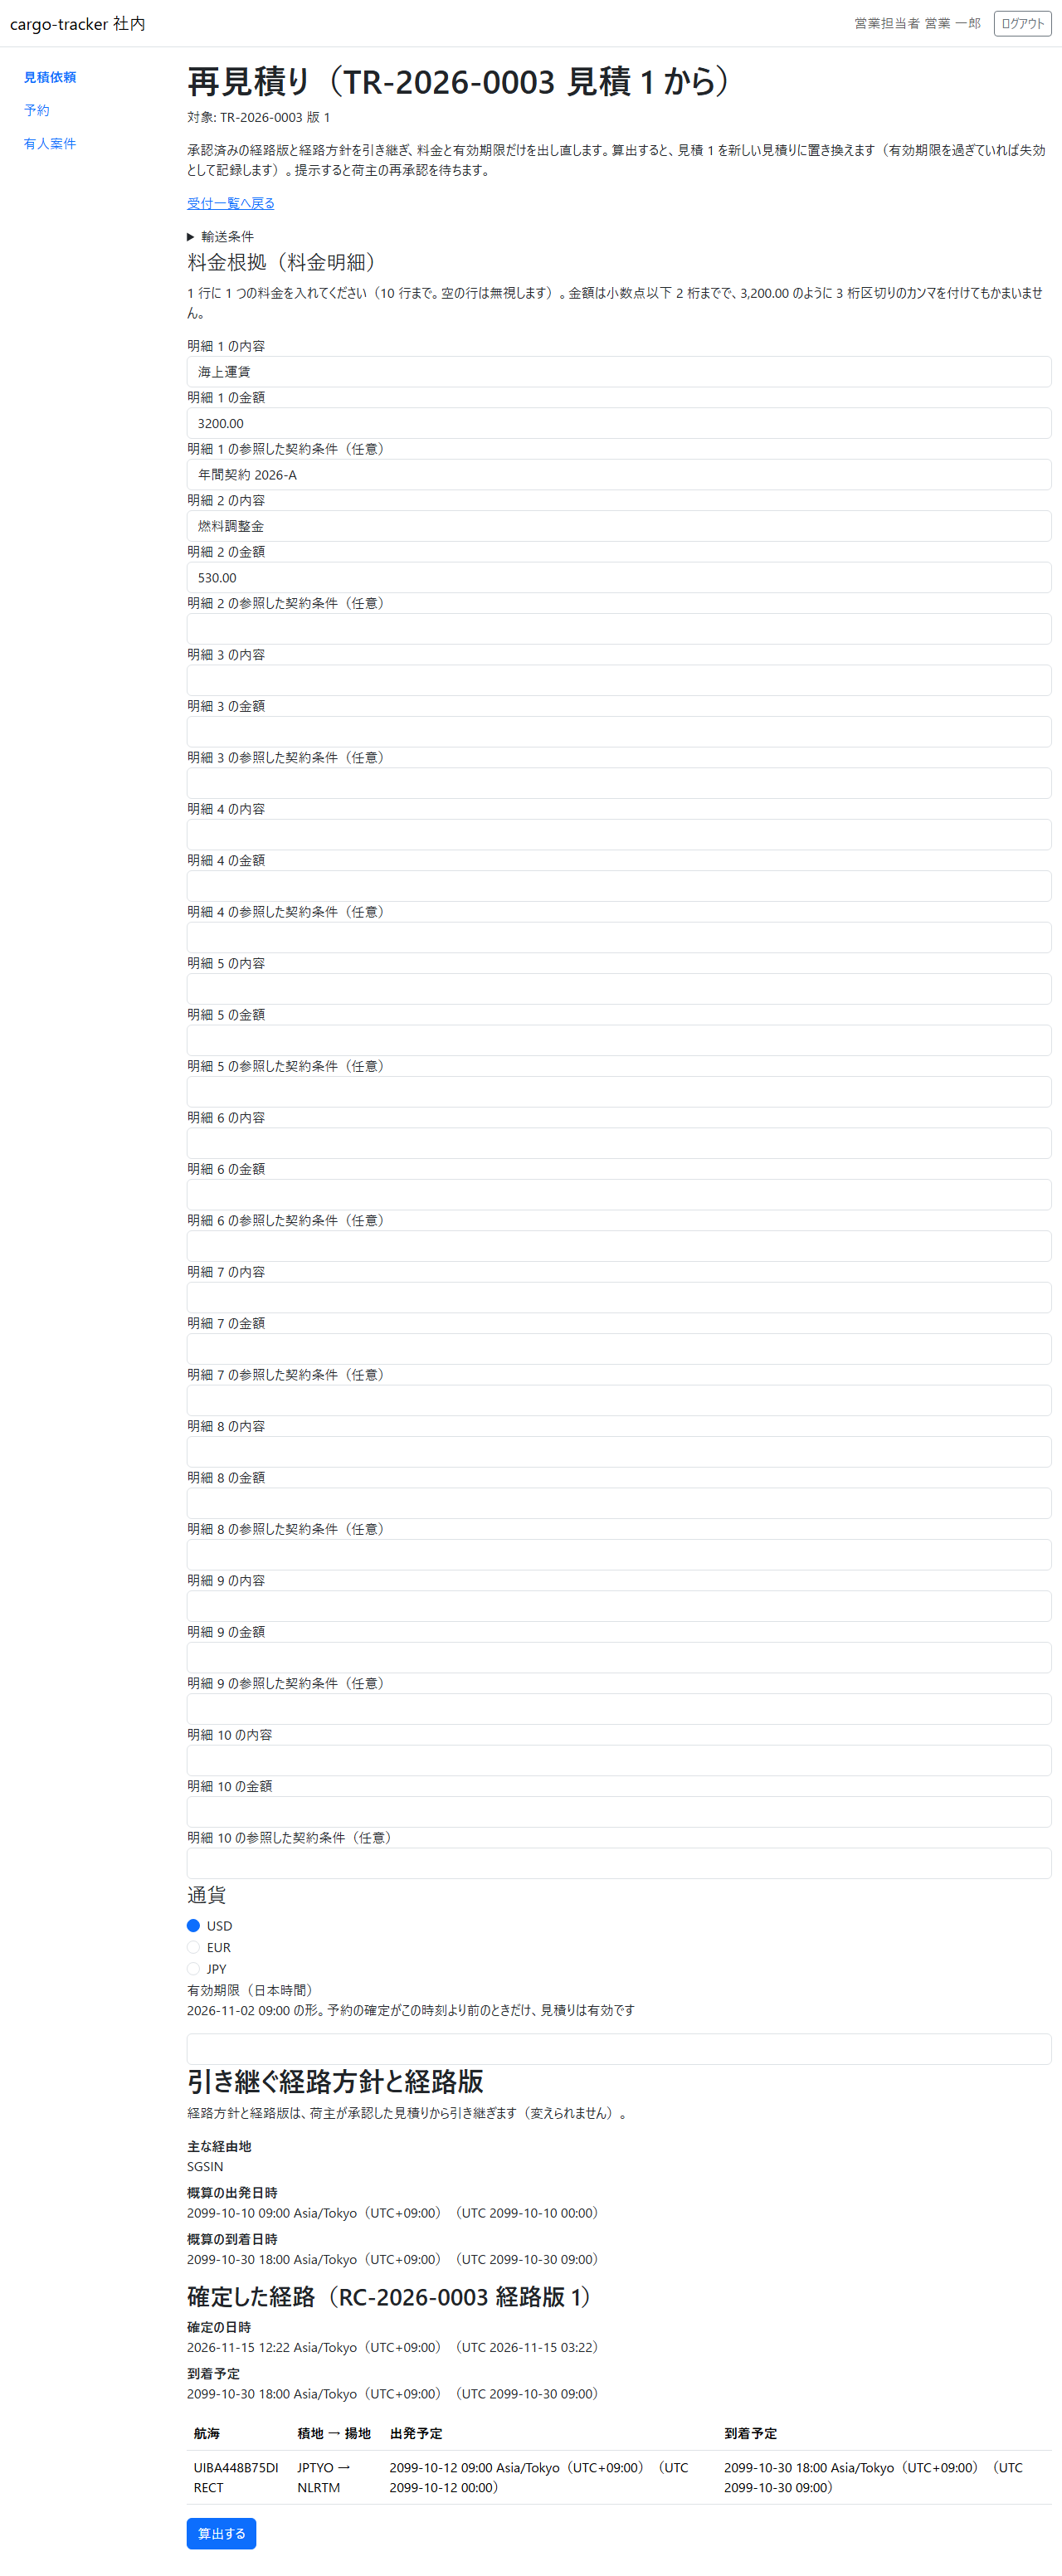 cargo-tracker 社内
営業担当者 営業 一郎
ログアウト
見積依頼
予約
有人案件
再見積り（TR-2026-0003 見積 1 から）
対象: TR-2026-0003 版 1
承認済みの経路版と経路方針を引き継ぎ、料金と有効期限だけを出し直します。算出すると、見積 1 を新しい見積りに置き換えます（有効期限を過ぎていれば失効
として記録します）。提示すると荷主の再承認を待ちます。
受付一覧へ戻る
▶ 輸送条件
料金根拠（料金明細）
1 行に 1 つの料金を入れてください（10 行まで。空の行は無視します）。金額は小数点以下 2 桁までで、3,200.00 のように 3 桁区切りのカンマを付けてもかまいませ
ん。
明細 1 の内容
海上運賃
明細 1 の金額
3200.00
明細 1 の参照した契約条件（任意）
年間契約 2026-A
明細 2 の内容
燃料調整金
明細 2 の金額
530.00
明細 2 の参照した契約条件（任意）
明細 3 の内容
明細 3 の金額
明細 3 の参照した契約条件（任意）
明細 4 の内容
明細 4 の金額
明細 4 の参照した契約条件（任意）
明細 5 の内容
明細 5 の金額
明細 5 の参照した契約条件（任意）
明細 6 の内容
明細 6 の金額
明細 6 の参照した契約条件（任意）
明細 7 の内容
明細 7 の金額
明細 7 の参照した契約条件（任意）
明細 8 の内容
明細 8 の金額
明細 8 の参照した契約条件（任意）
明細 9 の内容
明細 9 の金額
明細 9 の参照した契約条件（任意）
明細 10 の内容
明細 10 の金額
明細 10 の参照した契約条件（任意）
通貨
USD
EUR
JPY
有効期限（日本時間）
2026-11-02 09:00 の形。予約の確定がこの時刻より前のときだけ、見積りは有効です
引き継ぐ経路方針と経路版
経路方針と経路版は、荷主が承認した見積りから引き継ぎます（変えられません）。
主な経由地
SGSIN
概算の出発日時
2099-10-10 09:00 Asia/Tokyo（UTC+09:00）（UTC 2099-10-10 00:00）
概算の到着日時
2099-10-30 18:00 Asia/Tokyo（UTC+09:00）（UTC 2099-10-30 09:00）
確定した経路（RC-2026-0003 経路版 1）
確定の日時
2026-11-15 12:22 Asia/Tokyo（UTC+09:00）（UTC 2026-11-15 03:22）
到着予定
2099-10-30 18:00 Asia/Tokyo（UTC+09:00）（UTC 2099-10-30 09:00）
航海 積地 → 揚地 出発予定 到着予定
UIBA448B75DI JPTYO → 2099-10-12 09:00 Asia/Tokyo（UTC+09:00）（UTC 2099-10-30 18:00 Asia/Tokyo（UTC+09:00）（UTC
RECT NLRTM 2099-10-12 00:00） 2099-10-30 09:00）
算出する